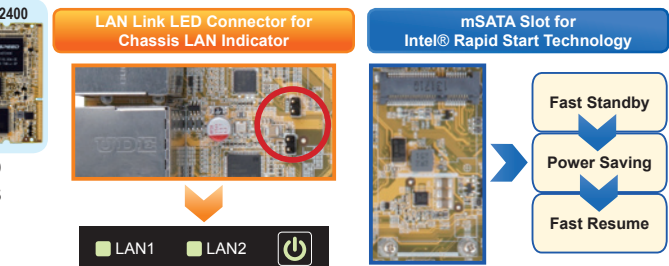 2400
LAN Link LED Connector for
Chassis LAN Indicator
mSATA Slot for
Intel® Rapid Start Technology
UDE
Fast Standby
Power Saving
Fast Resume
LAN1
LAN2